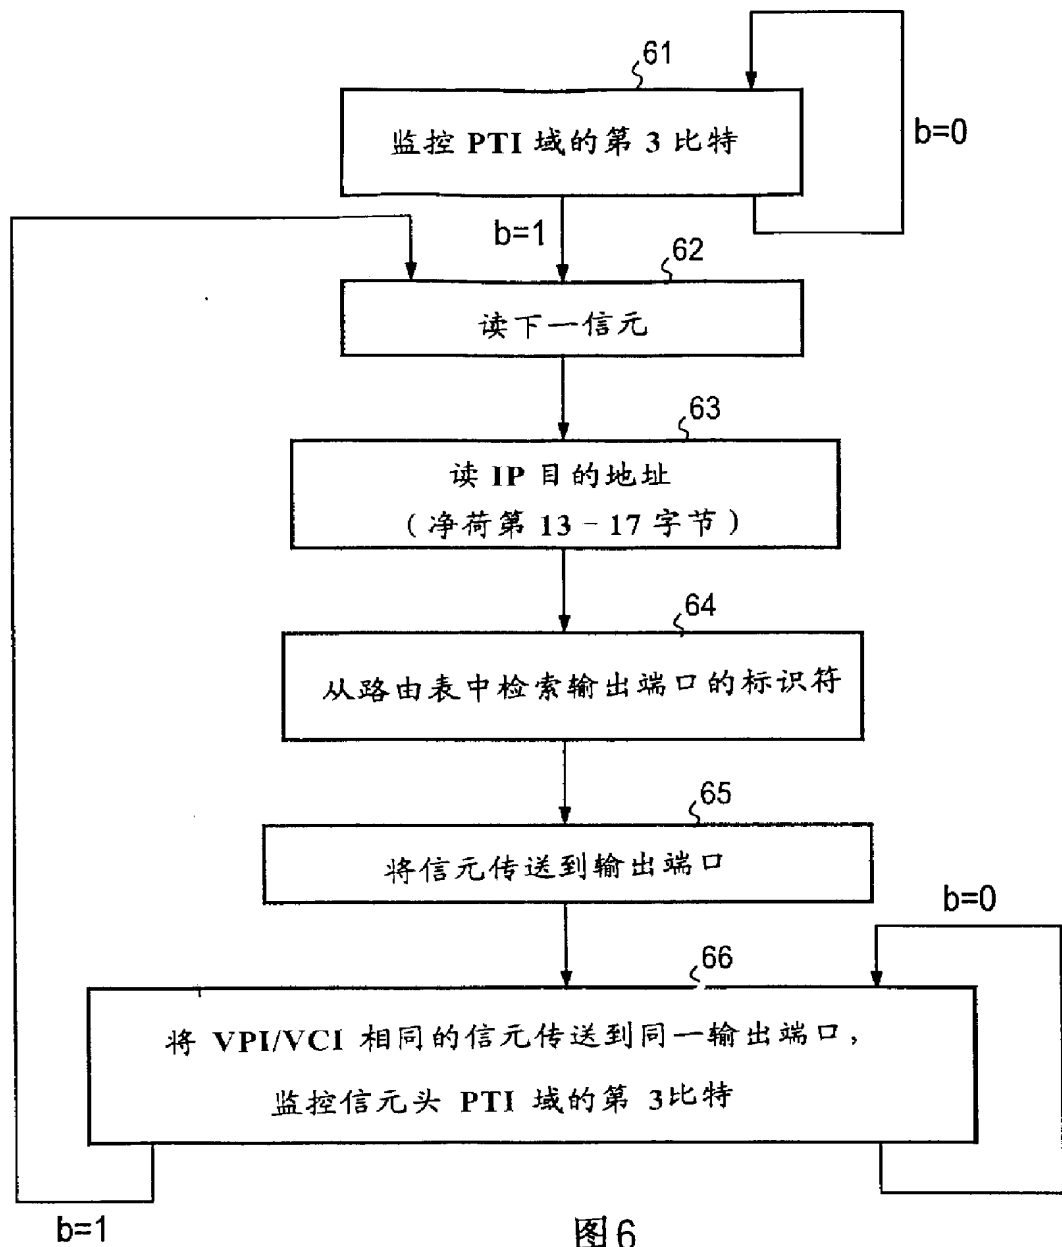 61
监控 PTI 域的第 3 比特
b=0
b=1
62
读下一信元
63
读 IP 目的地址
（净荷第 13－17 字节）
64
从路由表中检索输出端口的标识符
65
将信元传送到输出端口
b=0
66
将 VPI/VCI 相同的信元传送到同一输出端口，
监控信元头 PTI 域的第 3比特
b=1
图6